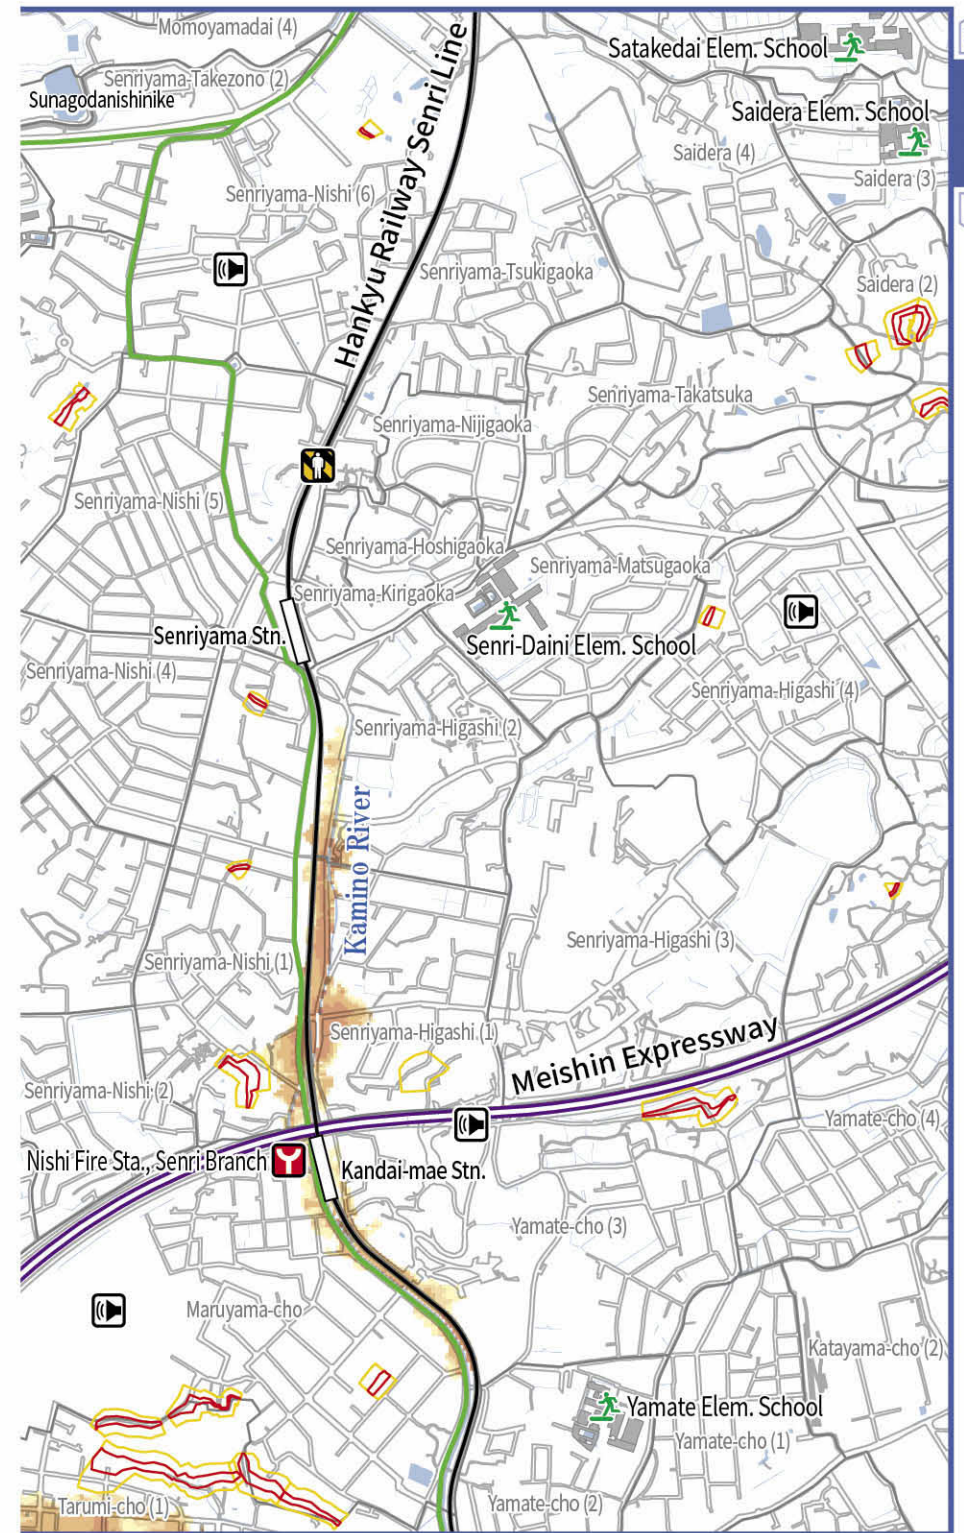 Momoyamadai (4)
Satakedai Elem. School
Senriyama-Takezono (2)
Sunagodanishinike
Saidera Elem. School
Hankyu Railway Senri Line
Saidera (4)
Saidera (3)
Senriyama-Nishi (6)
Senriyama-Tsukigaoka
Saidera (2)
Senriyama-Takatsuka
Senriyama-Nijigaoka
Senriyama-Nishi (5)
Senriyama-Hoshigaoka
Senriyama-Matsugaoka
Senriyama-Kirigaoka
Senriyama Stn.
Senri-Daini Elem. School
Senriyama-Nishi (4)
Senriyama-Higashi (4)
Senriyama-Higashi (2)
Kamino River
Senriyama-Higashi (3)
Senriyama-Nishi (1)
Senriyama-Higashi (1)
Meishin Expressway
Senriyama-Nishi (2)
Yamate-cho (4)
Nishi Fire Sta., Senri Branch
Kandai-mae Stn.
Yamate-cho (3)
Maruyama-cho
Katayama-cho (2)
Yamate Elem. School
Yamate-cho (1)
Tarumi-cho (1)
Yamate-cho (2)